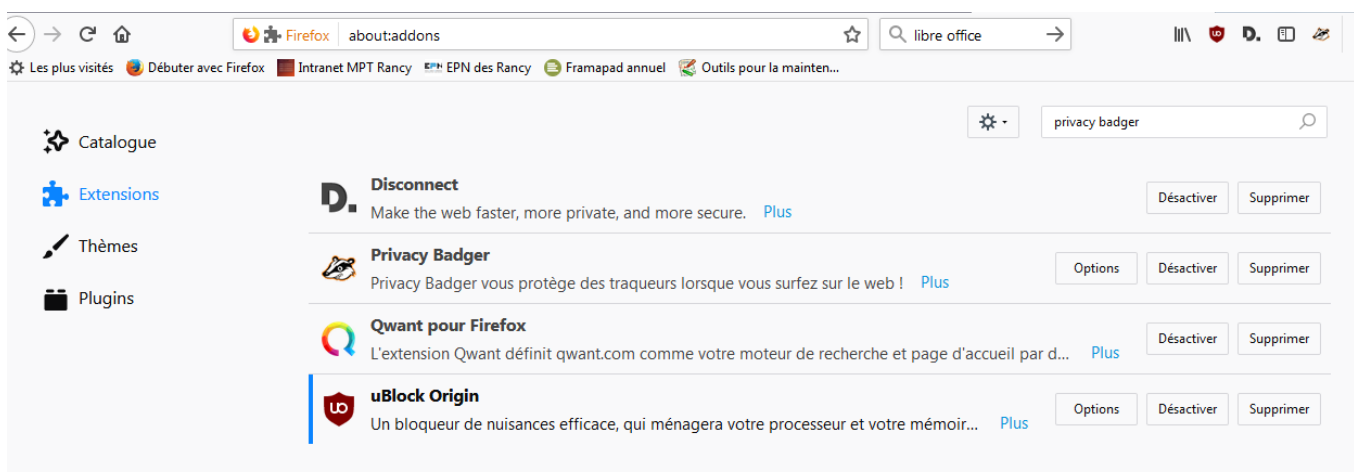 Firefox about:addons libre office D.
Les plus visités Débuter avec Firefox Intranet MPT Rancy EPN des Rancy Framapad annuel Outils pour la mainten...
privacy badger
Catalogue
Extensions
Thèmes
Plugins
D. Disconnect
Make the web faster, more private, and more secure. Plus
Désactiver Supprimer
Privacy Badger
Privacy Badger vous protège des traqueurs lorsque vous surfez sur le web ! Plus
Options Désactiver Supprimer
Qwant pour Firefox
L'extension Qwant définit qwant.com comme votre moteur de recherche et page d'accueil par d... Plus
Désactiver Supprimer
uBlock Origin
Un bloqueur de nuisances efficace, qui ménagera votre processeur et votre mémoir... Plus
Options Désactiver Supprimer